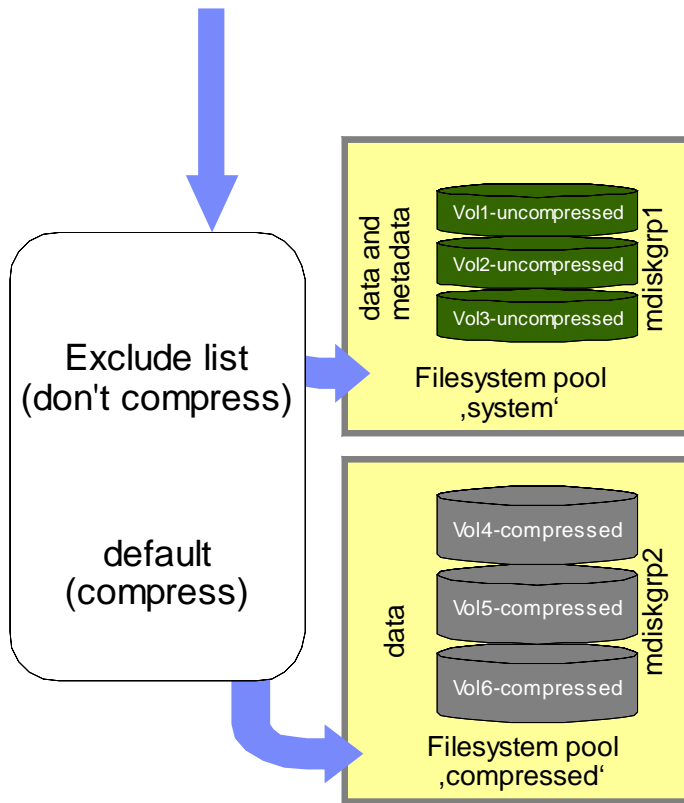 Exclude list
(don't compress)
default
(compress)
data and
metadata
Vol1-uncompressed
Vol2-uncompressed
Vol3-uncompressed
mdiskgrp1
Filesystem pool
‚system‘
data
Vol4-compressed
Vol5-compressed
Vol6-compressed
mdiskgrp2
Filesystem pool
‚compressed‘